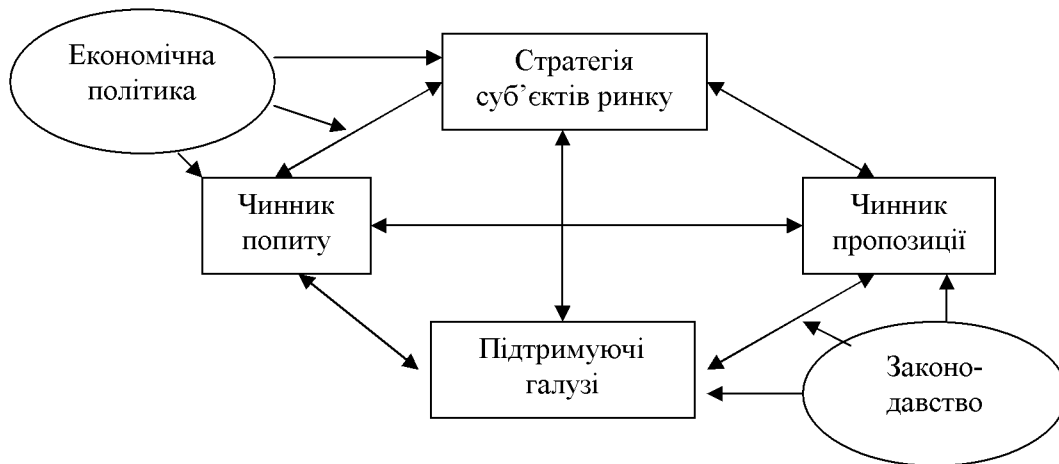 Економічна
політика
Стратегія
суб’єктів ринку
Чинник
попиту
Чинник
пропозиції
Підтримуючі
галузі
Законо-
давство